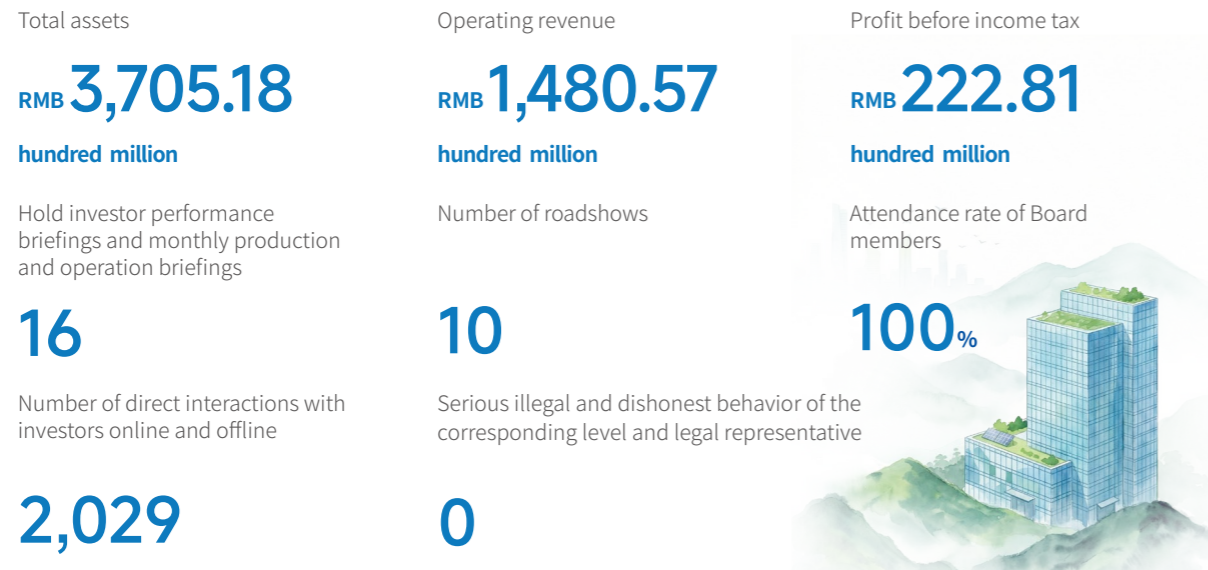 Total assets
RMB 3,705.18
hundred million
Operating revenue
RMB 1,480.57
hundred million
Profit before income tax
RMB 222.81
hundred million
Hold investor performance
briefings and monthly production
and operation briefings
16
Number of roadshows
10
Attendance rate of Board
members
100%
Number of direct interactions with
investors online and offline
2,029
Serious illegal and dishonest behavior of the
corresponding level and legal representative
0